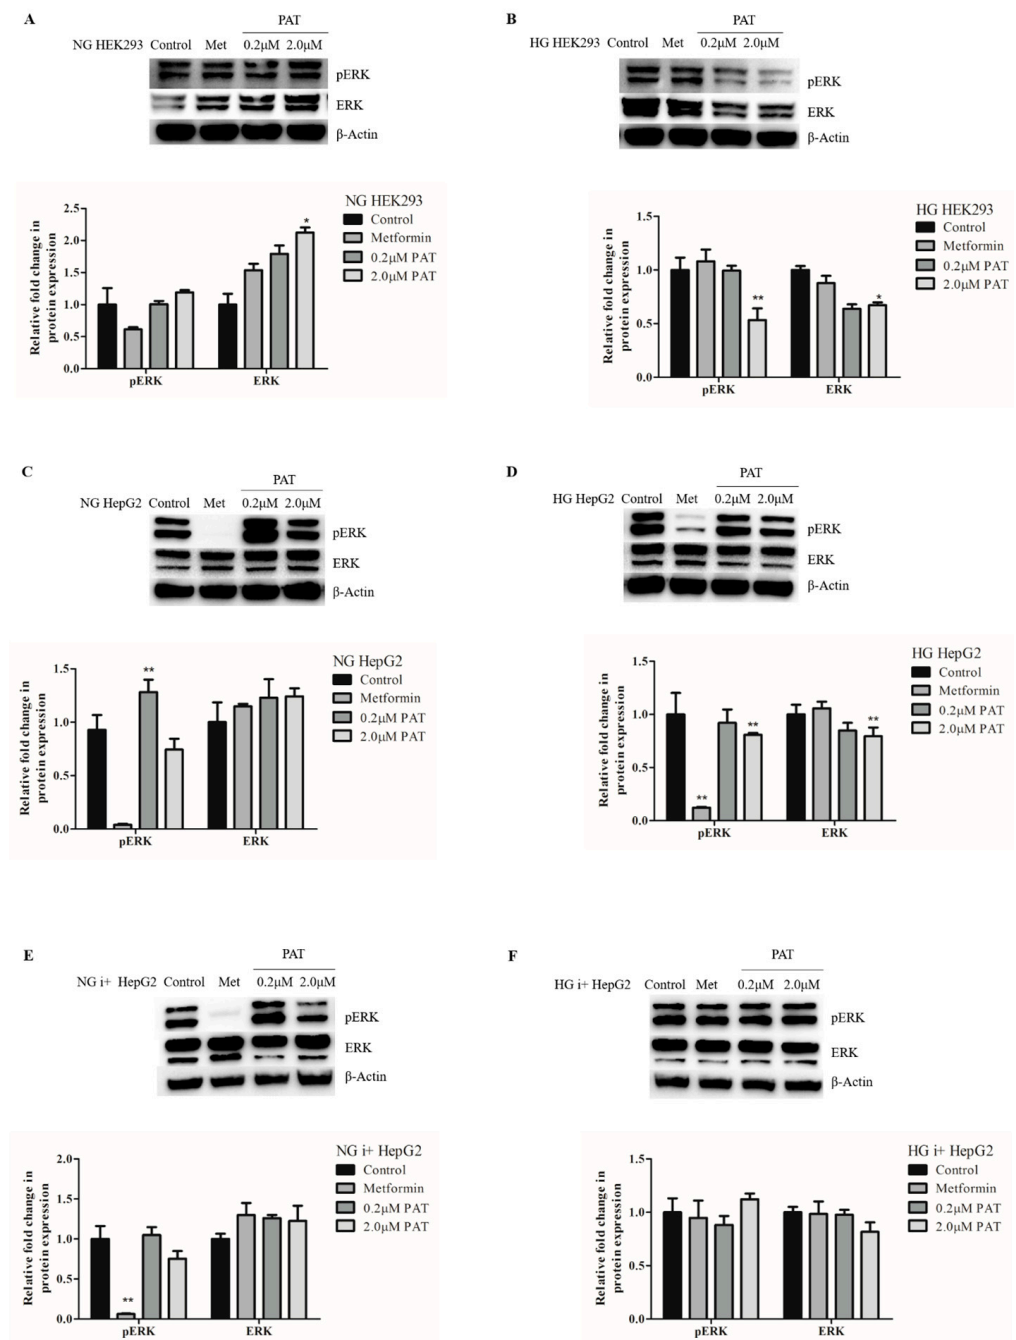 A
PAT
NG HEK293 Control Met 0.2μM 2.0μM
pERK
ERK
β-Actin
Relative fold change in
protein expression
2.5
2.0
1.5
1.0
0.5
0.0
*
pERK ERK
NG HEK293
Control
Metformin
0.2μM PAT
2.0μM PAT
B
PAT
HG HEK293 Control Met 0.2μM 2.0μM
pERK
ERK
β-Actin
Relative fold change in
protein expression
1.5
1.0
0.5
0.0
** *
pERK ERK
HG HEK293
Control
Metformin
0.2μM PAT
2.0μM PAT
C
PAT
NG HepG2 Control Met 0.2μM 2.0μM
pERK
ERK
β-Actin
Relative fold change in
protein expression
1.5
1.0
0.5
0.0
**
pERK ERK
NG HepG2
Control
Metformin
0.2μM PAT
2.0μM PAT
D
PAT
HG HepG2 Control Met 0.2μM 2.0μM
pERK
ERK
β-Actin
Relative fold change in
protein expression
1.5
1.0
0.5
0.0
** ** **
pERK ERK
HG HepG2
Control
Metformin
0.2μM PAT
2.0μM PAT
E
PAT
NG i+ HepG2 Control Met 0.2μM 2.0μM
pERK
ERK
β-Actin
Relative fold change in
protein expression
2.0
1.5
1.0
0.5
0.0
**
pERK ERK
NG i+ HepG2
Control
Metformin
0.2μM PAT
2.0μM PAT
F
PAT
HG i+ HepG2 Control Met 0.2μM 2.0μM
pERK
ERK
β-Actin
Relative fold change in
protein expression
1.5
1.0
0.5
0.0
pERK ERK
HG i+ HepG2
Control
Metformin
0.2μM PAT
2.0μM PAT